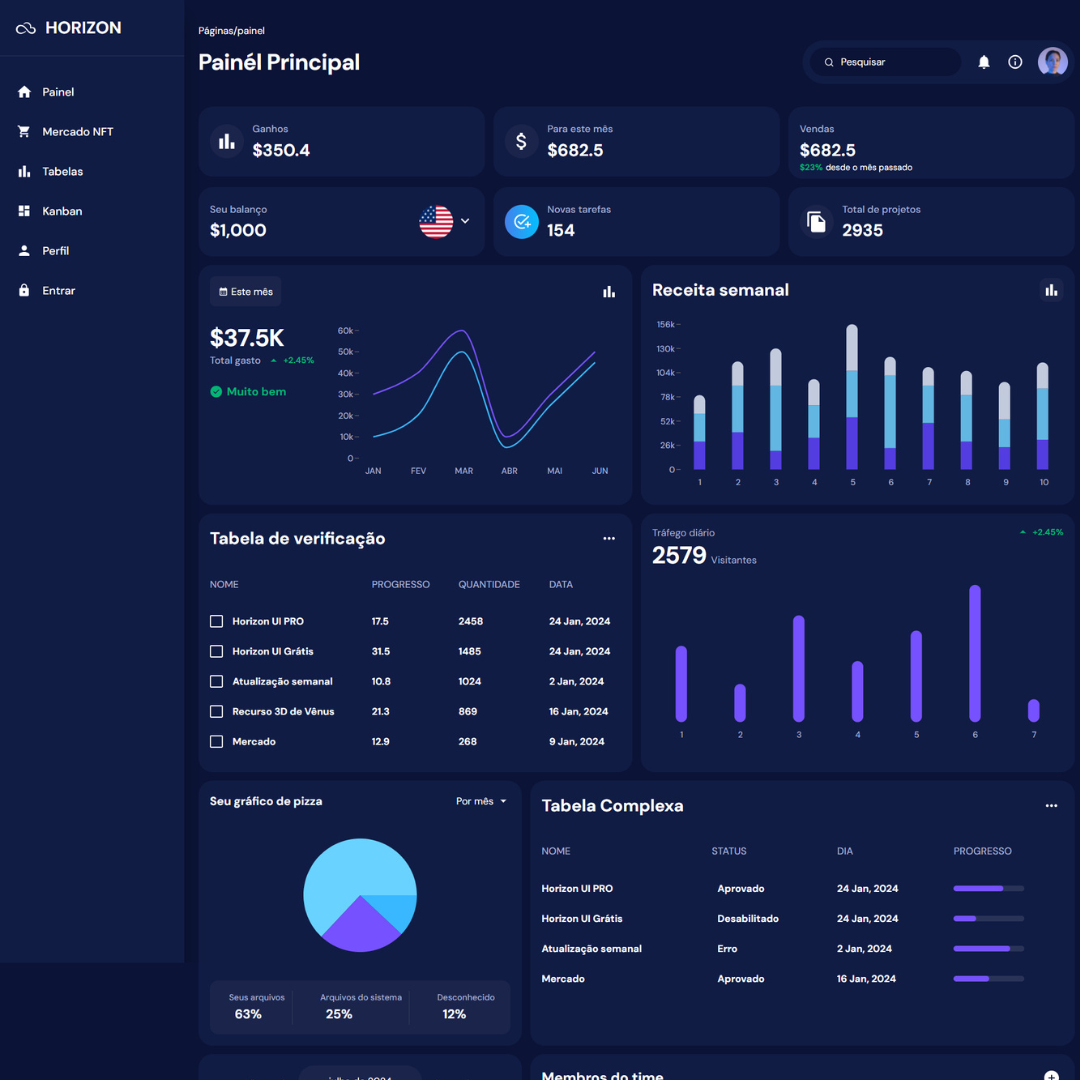 HORIZON
Painel
Mercado NFT
Tabelas
Kanban
Perfil
Entrar
Páginas/painel
Painél Principal
Pesquisar
Ganhos
$350.4
Para este mês
$682.5
Vendas
$682.5
$23% desde o mês passado
Seu balanço
$1,000
Novas tarefas
154
Total de projetos
2935
Este mês
$37.5K
Total gasto +2.45%
Muito bem
60k
50k
40k
30k
20k
10k
0
JAN FEV MAR ABR MAI JUN
Receita semanal
156k
130k
104k
78k
52k
26k
0
1 2 3 4 5 6 7 8 9 10
Tabela de verificação
NOME PROGRESSO QUANTIDADE DATA
Horizon UI PRO 17.5 2458 24 Jan, 2024
Horizon UI Grátis 31.5 1485 24 Jan, 2024
Atualização semanal 10.8 1024 2 Jan, 2024
Recurso 3D de Vênus 21.3 869 16 Jan, 2024
Mercado 12.9 268 9 Jan, 2024
Tráfego diário
+2.45%
2579 Visitantes
1 2 3 4 5 6 7
Seu gráfico de pizza
Por mês
Seus arquivos Arquivos do sistema Desconhecido
63% 25% 12%
Tabela Complexa
NOME STATUS DIA PROGRESSO
Horizon UI PRO Aprovado 24 Jan, 2024
Horizon UI Grátis Desabilitado 24 Jan, 2024
Atualização semanal Erro 2 Jan, 2024
Mercado Aprovado 16 Jan, 2024
Membros do time